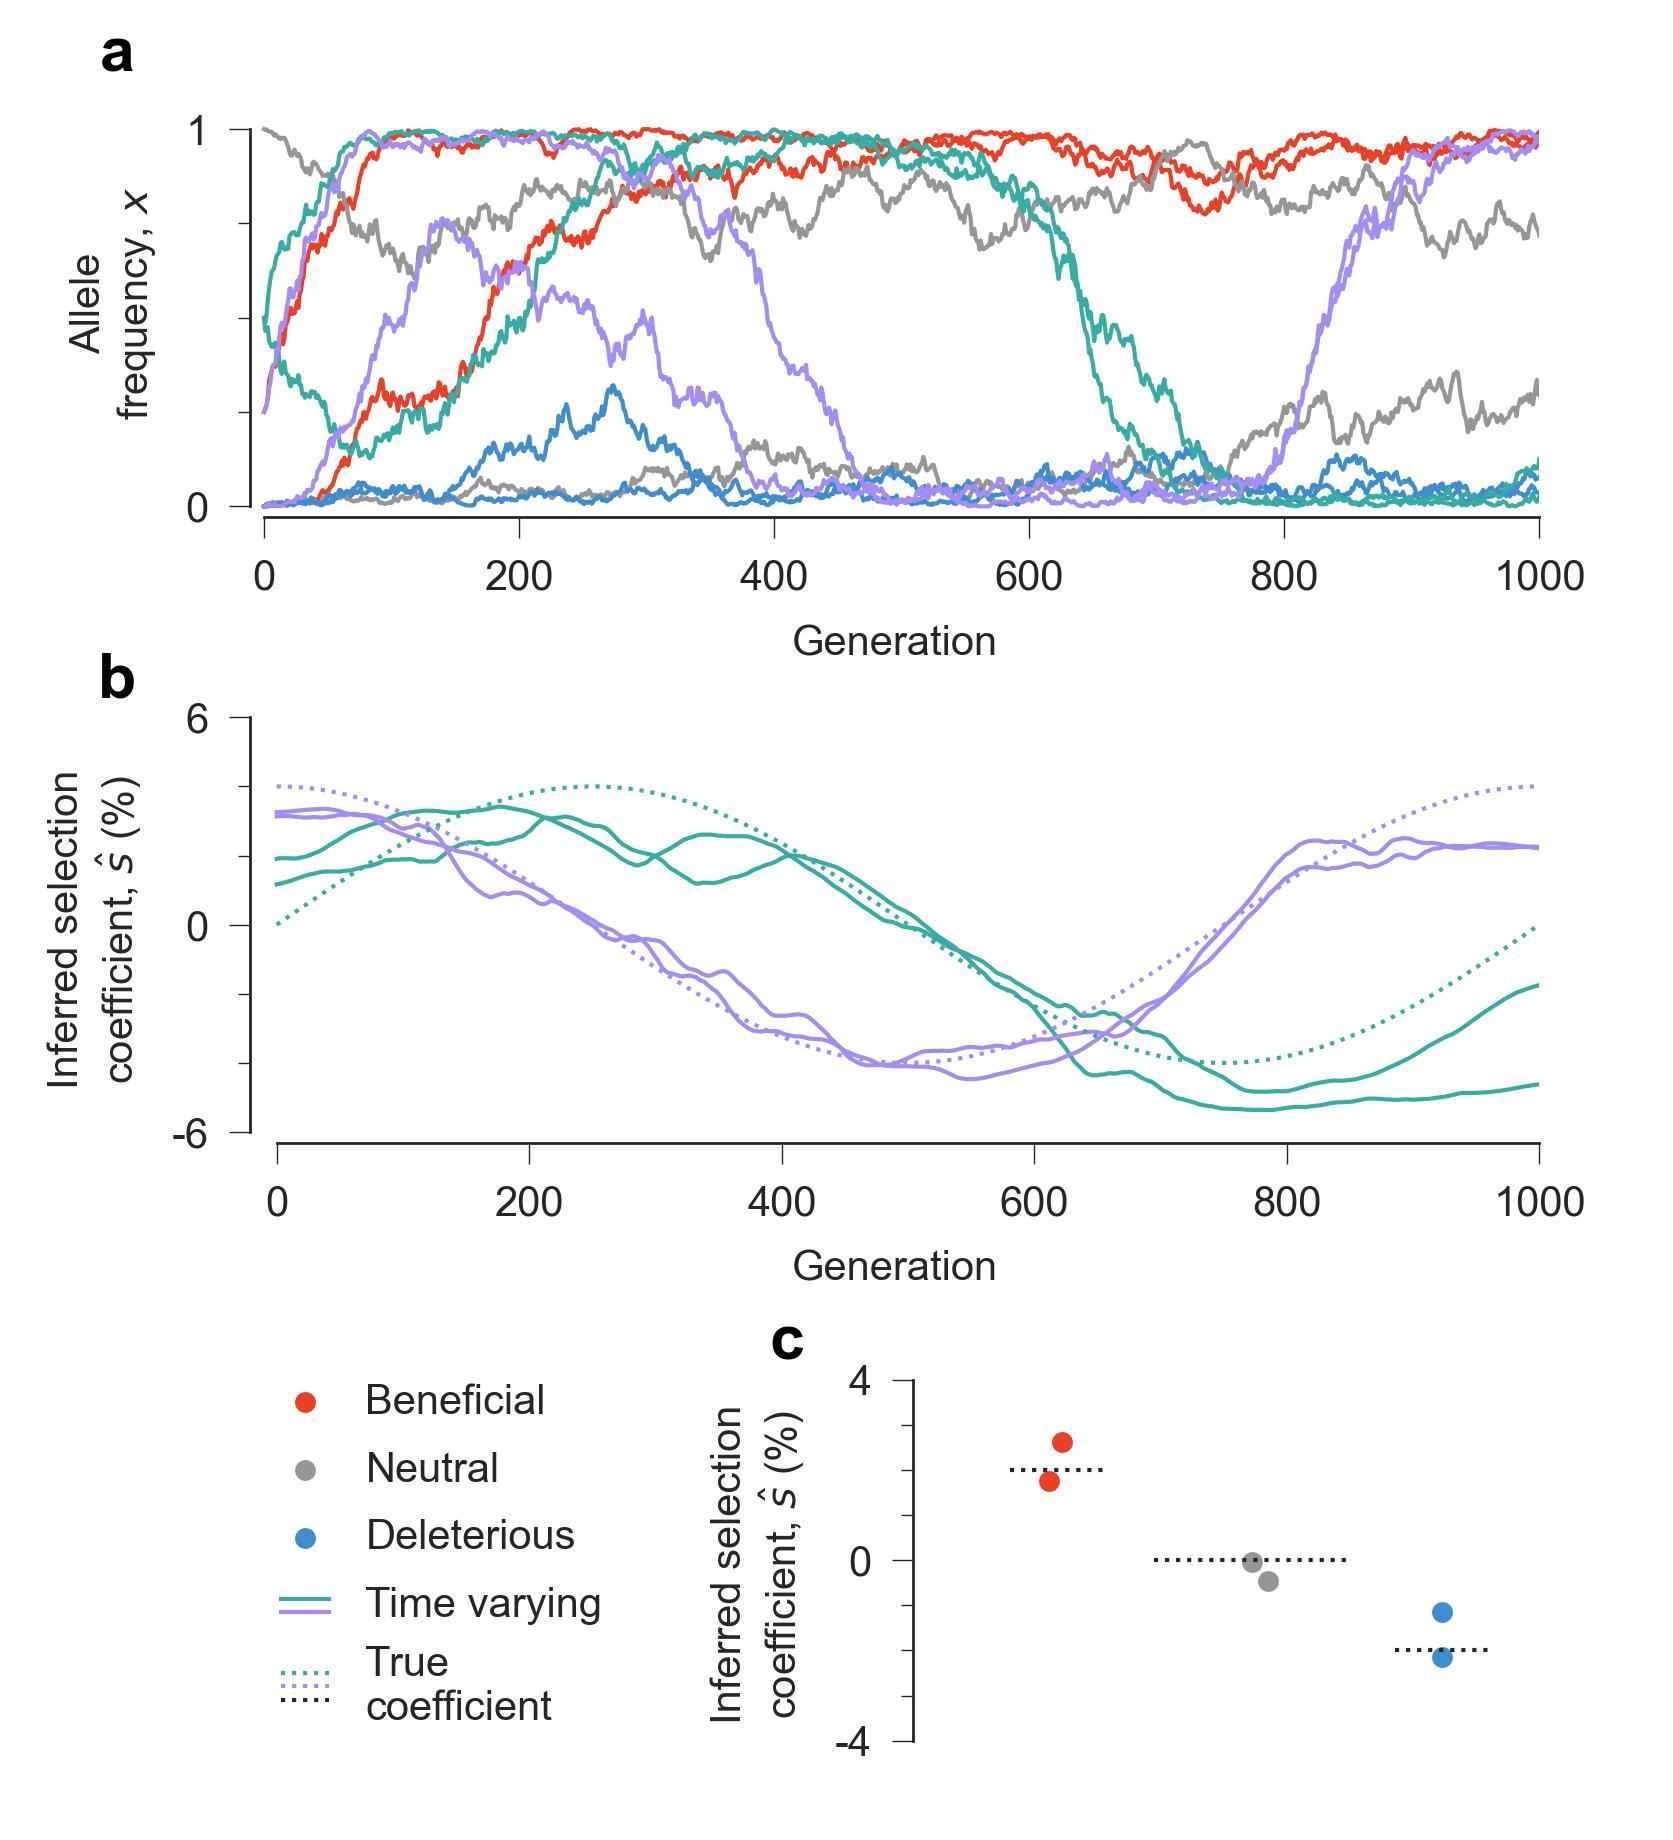 a
1
0
Allele
frequency, x
0 200 400 600 800 1000
Generation
b
6
0
-6
Inferred selection
coefficient, ŝ (%)
0 200 400 600 800 1000
Generation
Beneficial
Neutral
Deleterious
Time varying
True
coefficient
c
4
0
-4
Inferred selection
coefficient, ŝ (%)